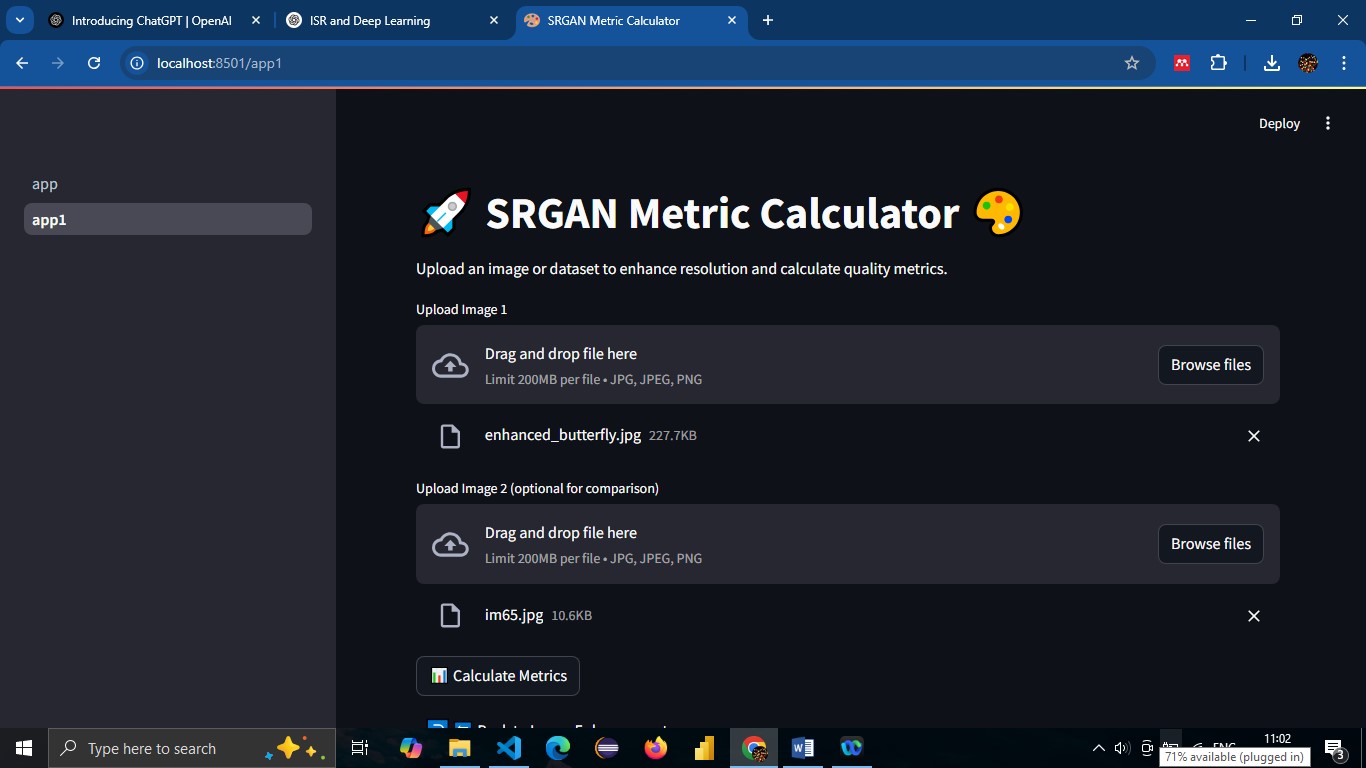 Introducing ChatGPT | OpenAI
ISR and Deep Learning
SRGAN Metric Calculator
localhost:8501/app1
Deploy
app
app1
SRGAN Metric Calculator
Upload an image or dataset to enhance resolution and calculate quality metrics.
Upload Image 1
Drag and drop file here
Limit 200MB per file • JPG, JPEG, PNG
Browse files
enhanced_butterfly.jpg 227.7KB
Upload Image 2 (optional for comparison)
Drag and drop file here
Limit 200MB per file • JPG, JPEG, PNG
Browse files
im65.jpg 10.6KB
Calculate Metrics
Type here to search
11:02
71% available (plugged in)
3